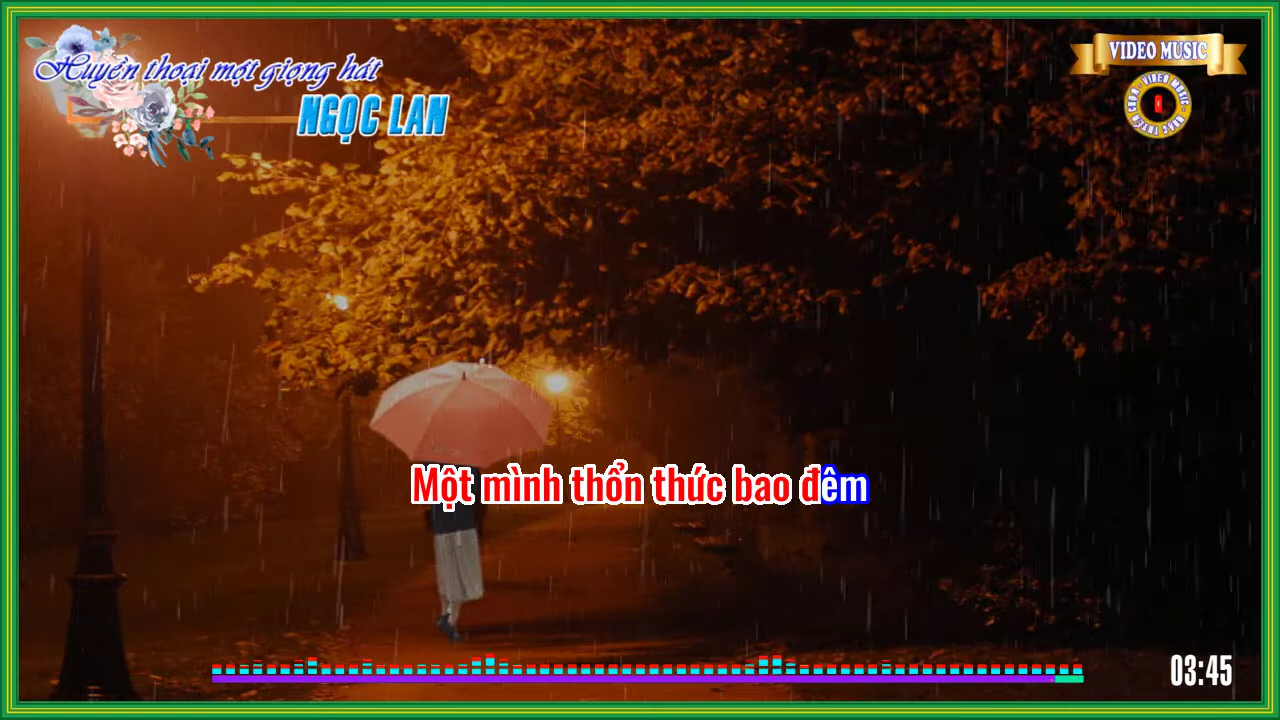 Huyền thoại một giọng hát
NGỌC LAN
VIDEO MUSIC
Một mình thổn thức bao đêm
03:45